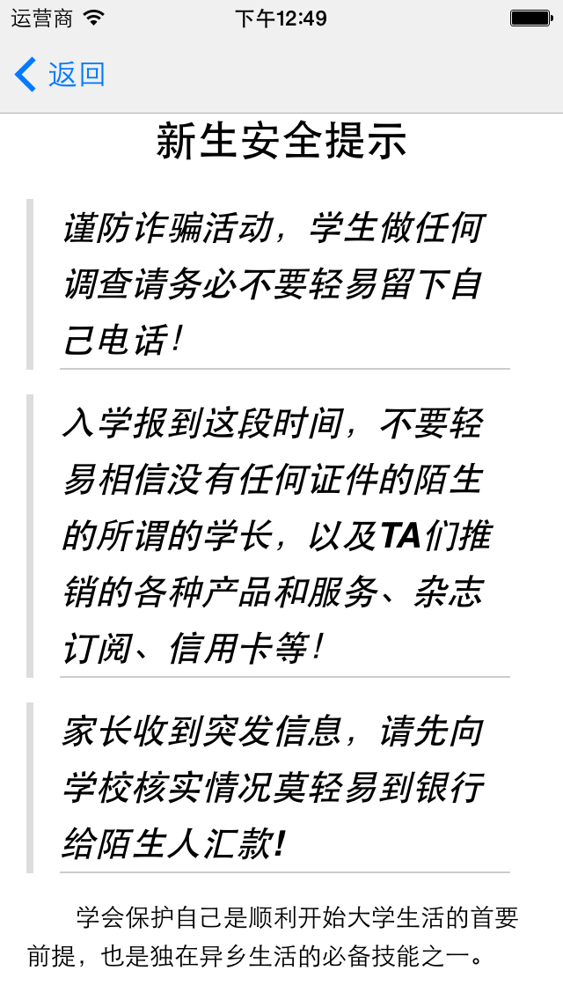 运营商 下午12:49
返回
新生安全提示
谨防诈骗活动，学生做任何
调查请务必不要轻易留下自
己电话！
入学报到这段时间，不要轻
易相信没有任何证件的陌生
的所谓的学长，以及TA们推
销的各种产品和服务、杂志
订阅、信用卡等！
家长收到突发信息，请先向
学校核实情况莫轻易到银行
给陌生人汇款!
学会保护自己是顺利开始大学生活的首要
前提，也是独在异乡生活的必备技能之一。